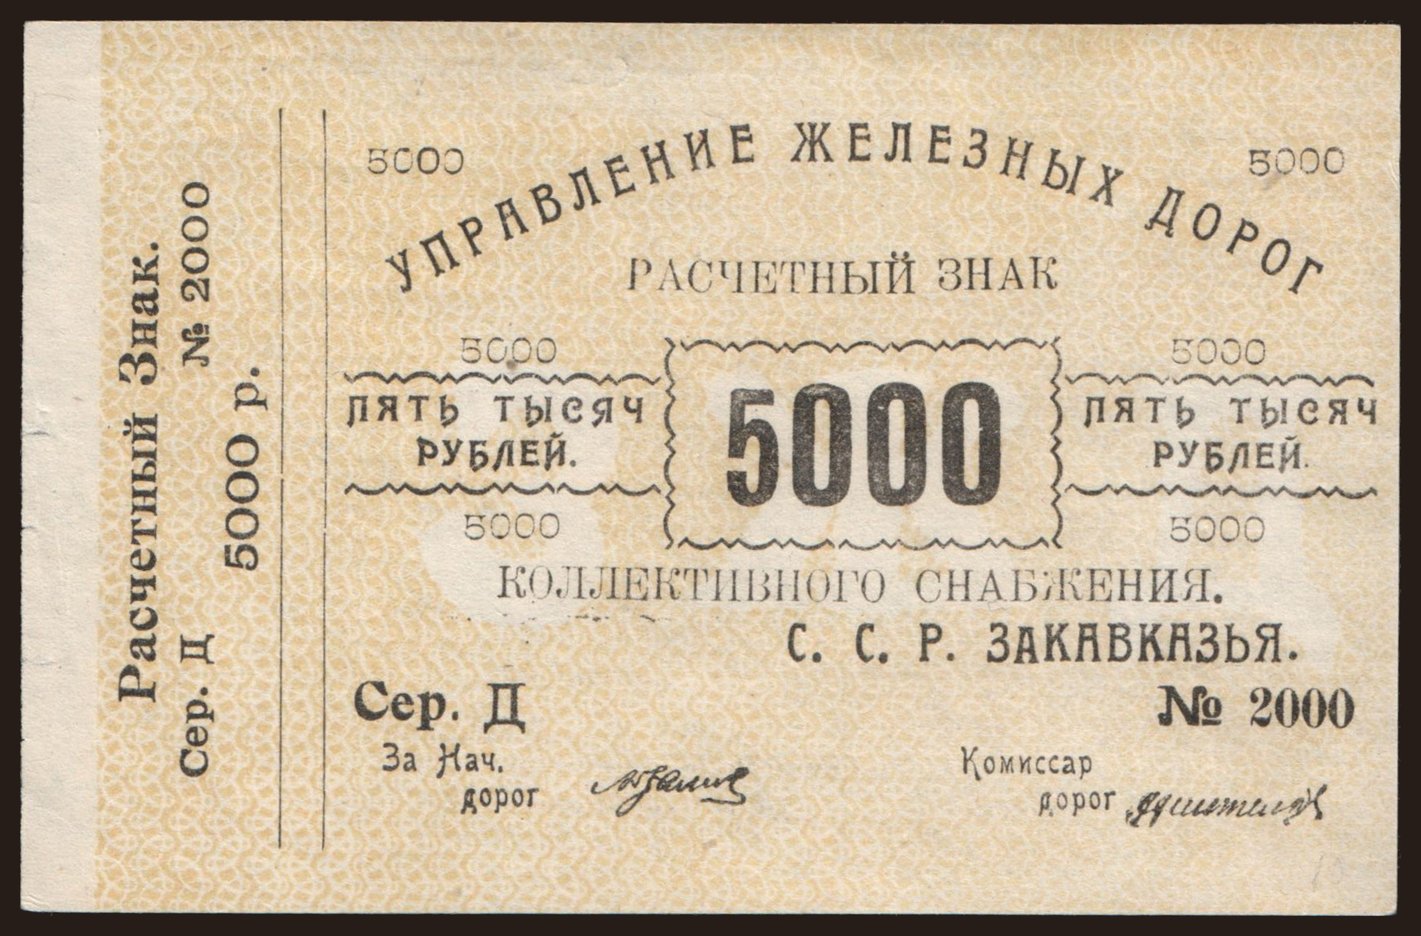 Расчетный Знак.
Сер. Д № 2000
5000 р.
5000 5000
УПРАВЛЕНИЕ ЖЕЛЕЗНЫХ ДОРОГ
РАСЧЕТНЫЙ ЗНАК
5000 5000
ПЯТЬ ТЫСЯЧ 5000 ПЯТЬ ТЫСЯЧ
РУБЛЕЙ. РУБЛЕЙ.
5000 5000
КОЛЛЕКТИВНОГО СНАБЖЕНИЯ.
С. С. Р. ЗАКАВКАЗЬЯ.
Сер. Д № 2000
За Нач. Комиссар
дорог дорог